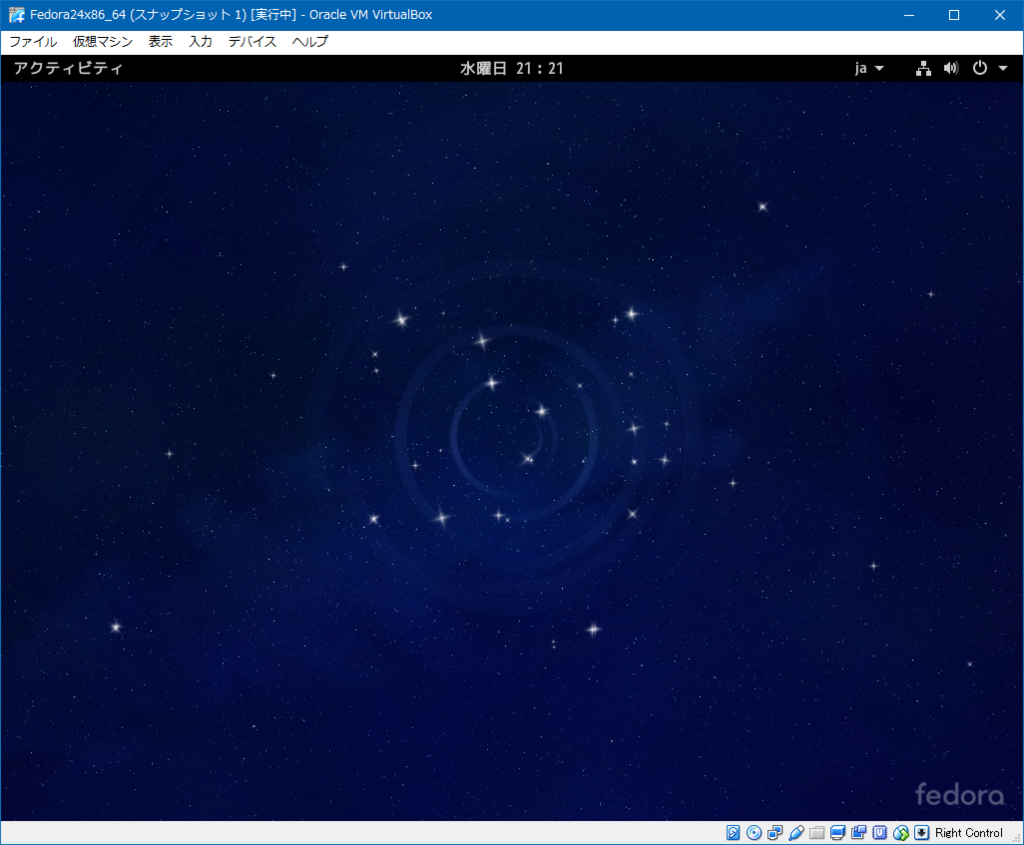 Fedora24x86_64 (スナップショット 1) [実行中] - Oracle VM VirtualBox
ファイル 仮想マシン 表示 入力 デバイス ヘルプ
アクティビティ 水曜日 21:21 ja
fedora
Right Control